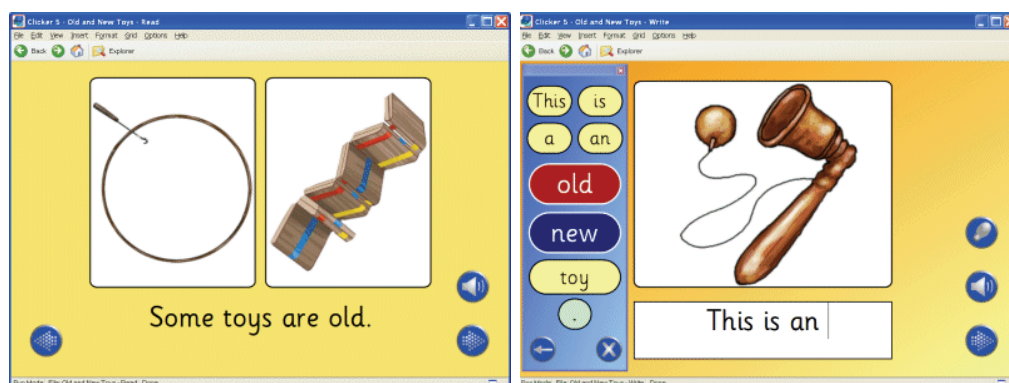 Clicker 5 - Old and New Toys - Read
File Edit View Insert Format Grid Options Help
Back Explorer
Some toys are old.
Clicker 5 - Old and New Toys - Write
File Edit View Insert Format Grid Options Help
Back Explorer
This is
a an
old
new
toy
.
This is an